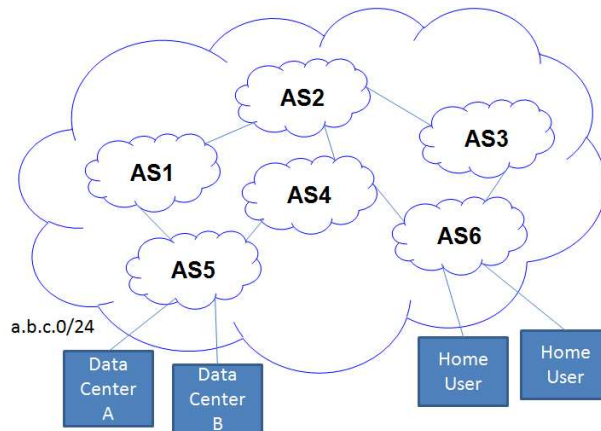 AS2
AS3
AS1
AS4
AS6
AS5
a.b.c.0/24
Data
Center
A
Data
Center
B
Home
User
Home
User